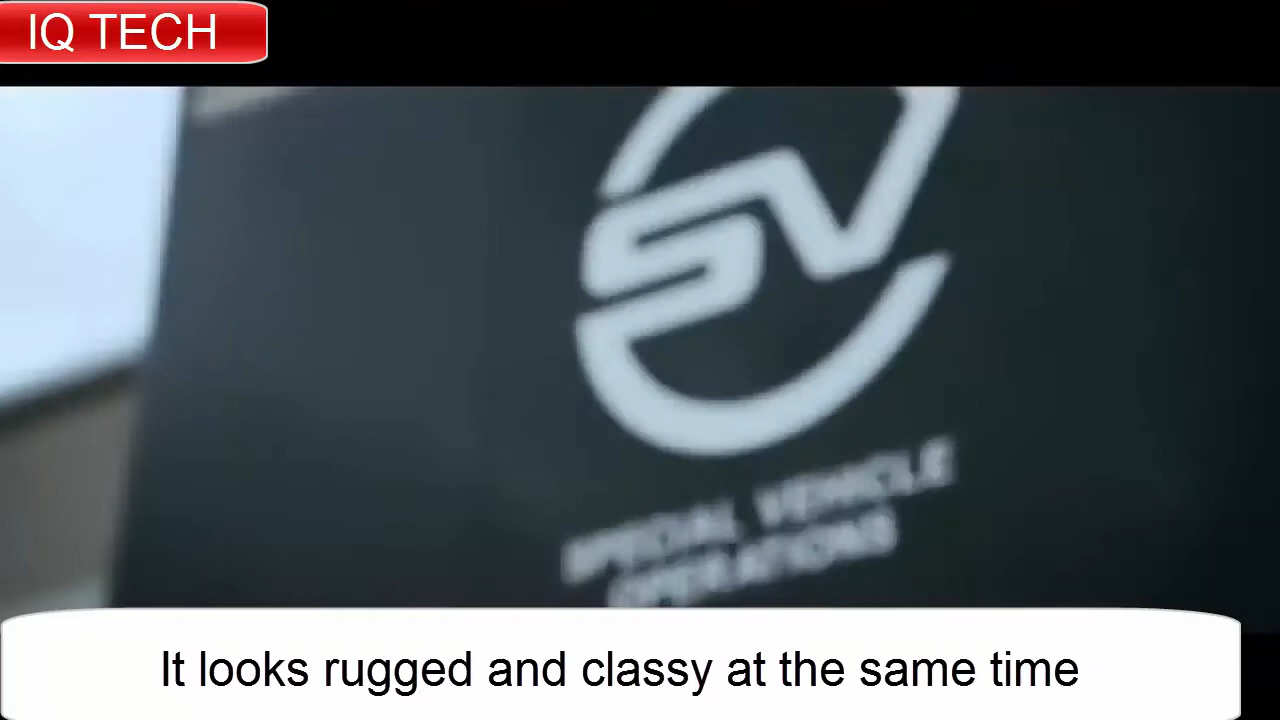 IQ TECH
SV
SPECIAL VEHICLE
OPERATIONS
It looks rugged and classy at the same time